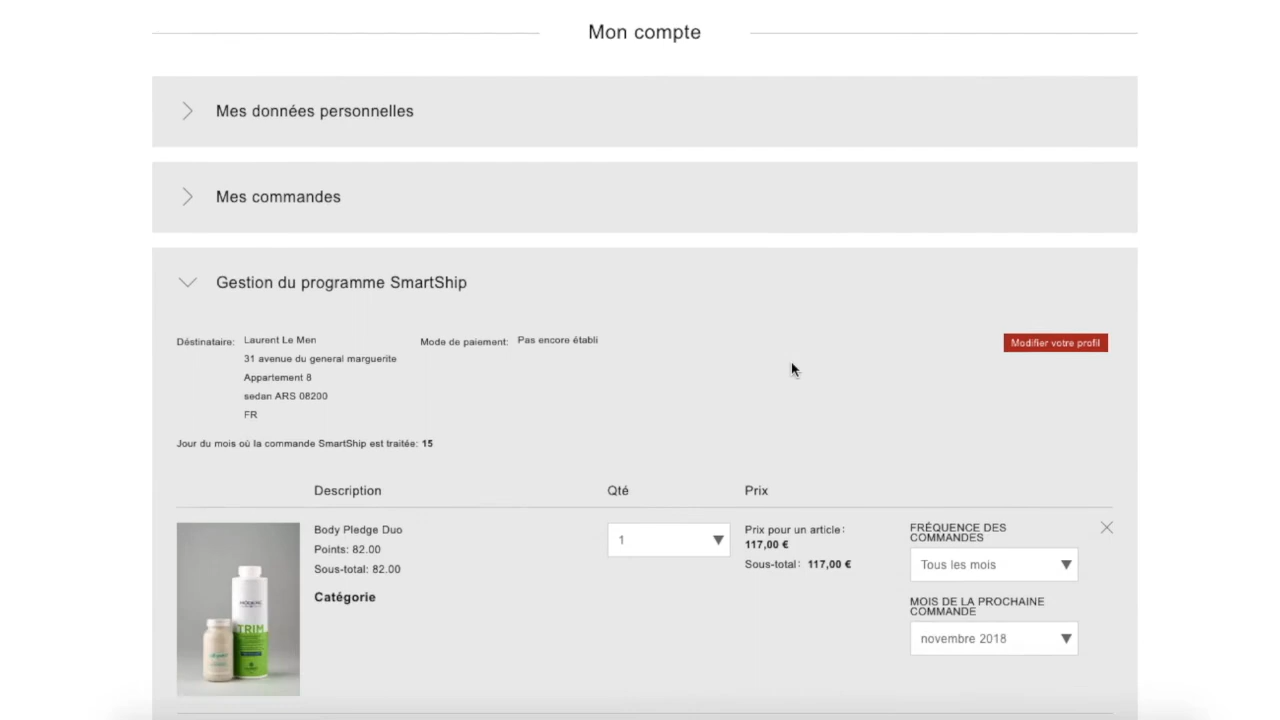 Mon compte
Mes données personnelles
Mes commandes
Gestion du programme SmartShip
Déstinataire: Laurent Le Men
31 avenue du general marguerite
Appartement 8
sedan ARS 08200
FR
Mode de paiement: Pas encore établi
Modifier votre profil
Jour du mois où la commande SmartShip est traitée: 15
Description Qté Prix
Body Pledge Duo
Points: 82.00
Sous-total: 82.00
Catégorie
1
Prix pour un article:
117,00 €
Sous-total: 117,00 €
FRÉQUENCE DES
COMMANDES
Tous les mois
MOIS DE LA PROCHAINE
COMMANDE
novembre 2018
TRIM